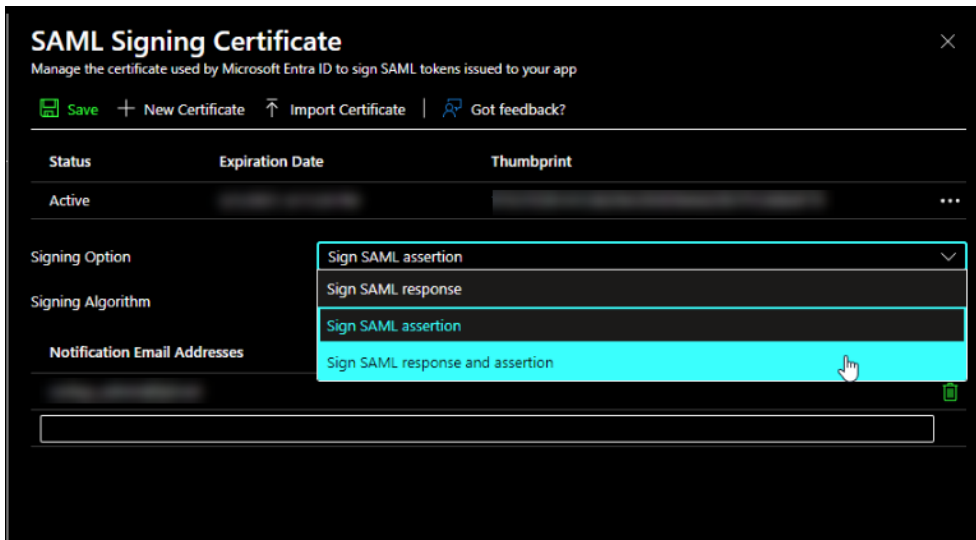 SAML Signing Certificate
Manage the certificate used by Microsoft Entra ID to sign SAML tokens issued to your app
Save New Certificate Import Certificate Got feedback?
Status Expiration Date Thumbprint
Active
Signing Option Sign SAML assertion
Sign SAML response
Signing Algorithm
Sign SAML assertion
Notification Email Addresses
Sign SAML response and assertion